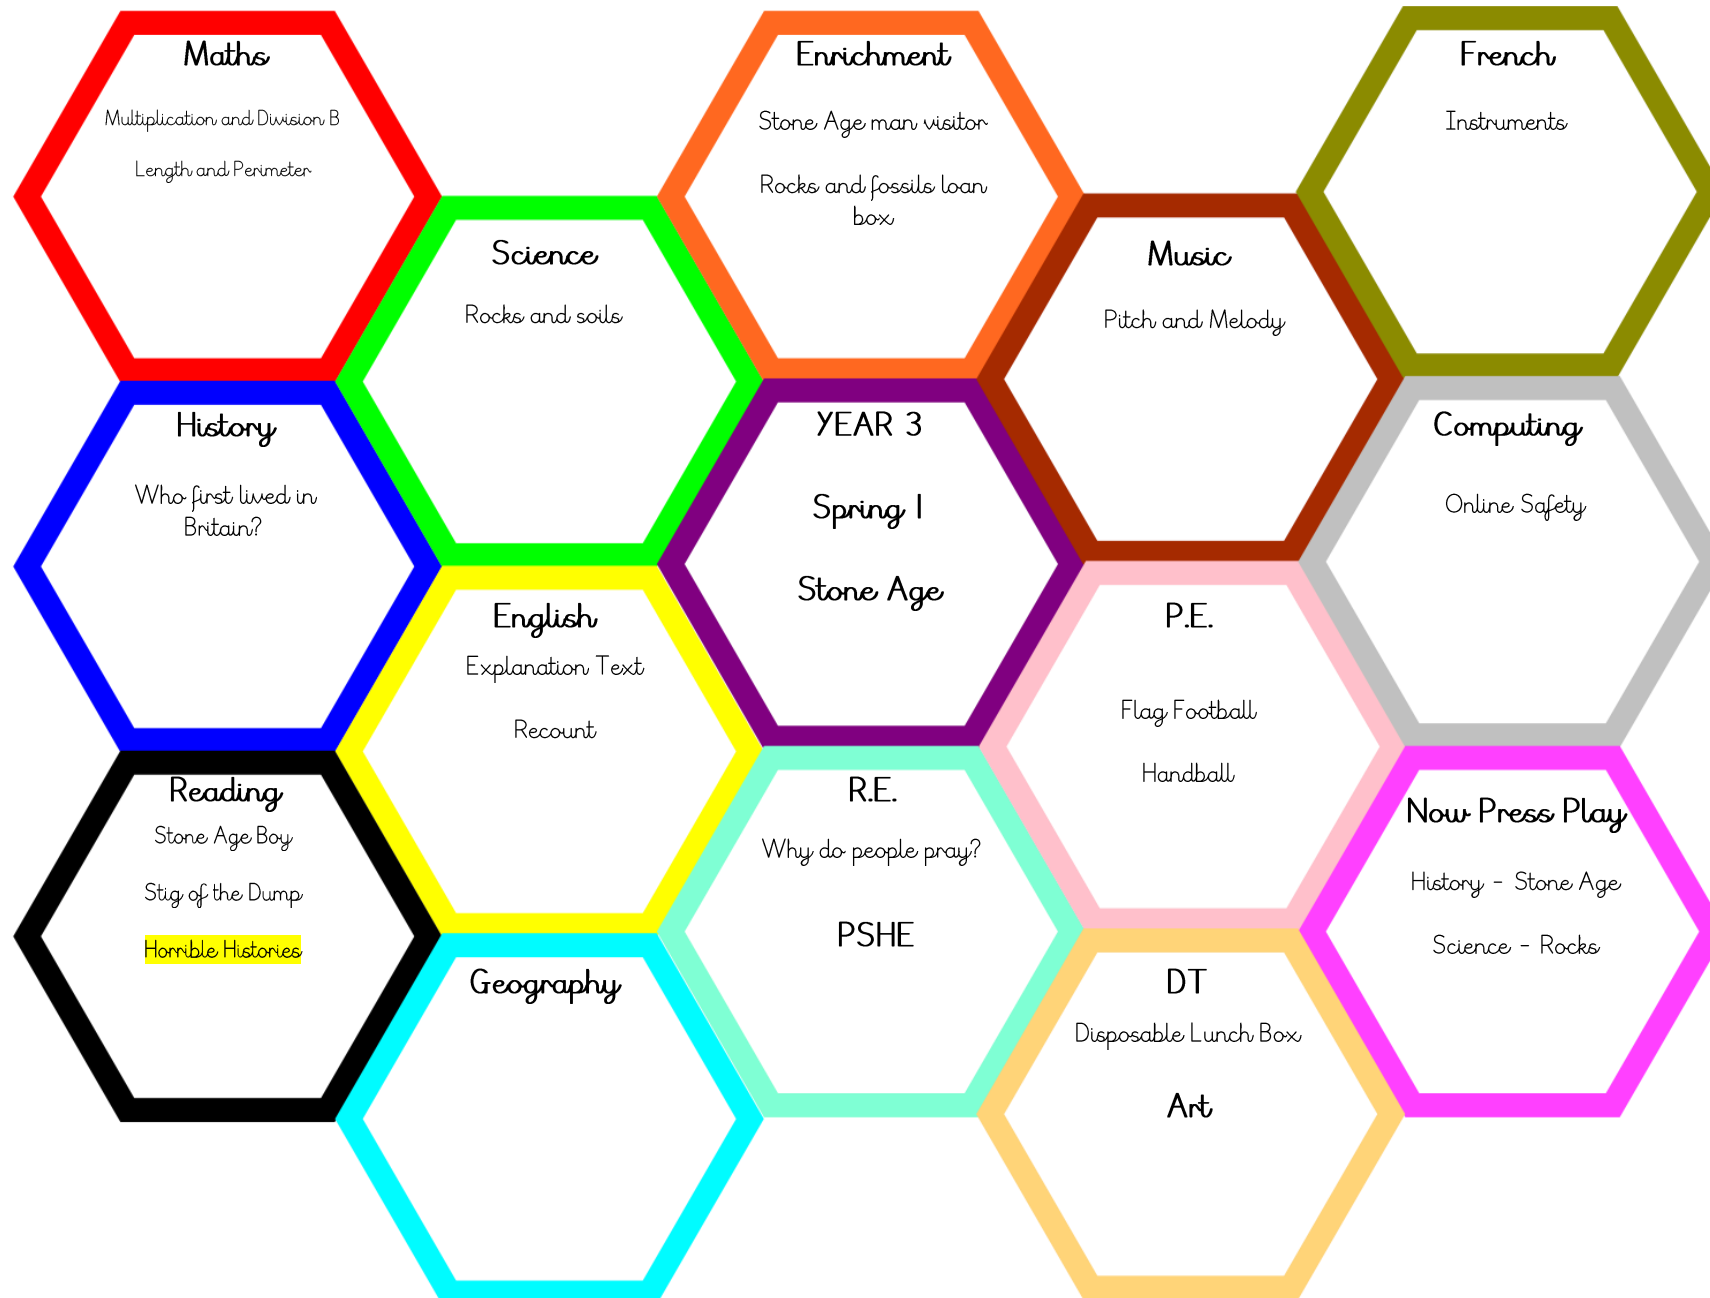 Maths
Multiplication and Division B
Length and Perimeter
Enrichment
Stone Age man visitor
Rocks and fossils loan
box
French
Instruments
Science
Rocks and soils
Music
Pitch and Melody
History
Who first lived in
Britain?
YEAR 3
Spring 1
Stone Age
Computing
Online Safety
English
Explanation Text
Recount
P.E.
Flag Football
Handball
Reading
Stone Age Boy
Stig of the Dump
Horrible Histories
R.E.
Why do people pray?
PSHE
Now Press Play
History - Stone Age
Science - Rocks
Geography
DT
Disposable Lunch Box
Art